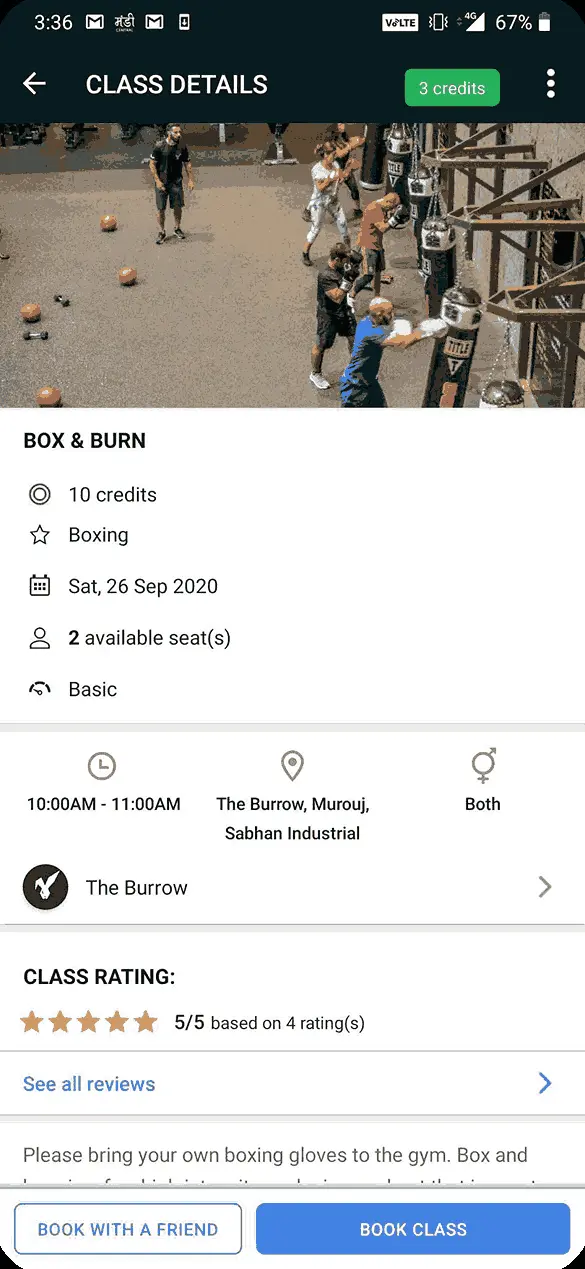 3:36 मंडी CENTRAL VoLTE 4G 67%
CLASS DETAILS 3 credits
TITLE
TITLE
BOX & BURN
10 credits
Boxing
Sat, 26 Sep 2020
2 available seat(s)
Basic
10:00AM - 11:00AM
The Burrow, Murouj,
Sabhan Industrial
Both
The Burrow
CLASS RATING:
5/5 based on 4 rating(s)
See all reviews
Please bring your own boxing gloves to the gym. Box and
BOOK WITH A FRIEND
BOOK CLASS